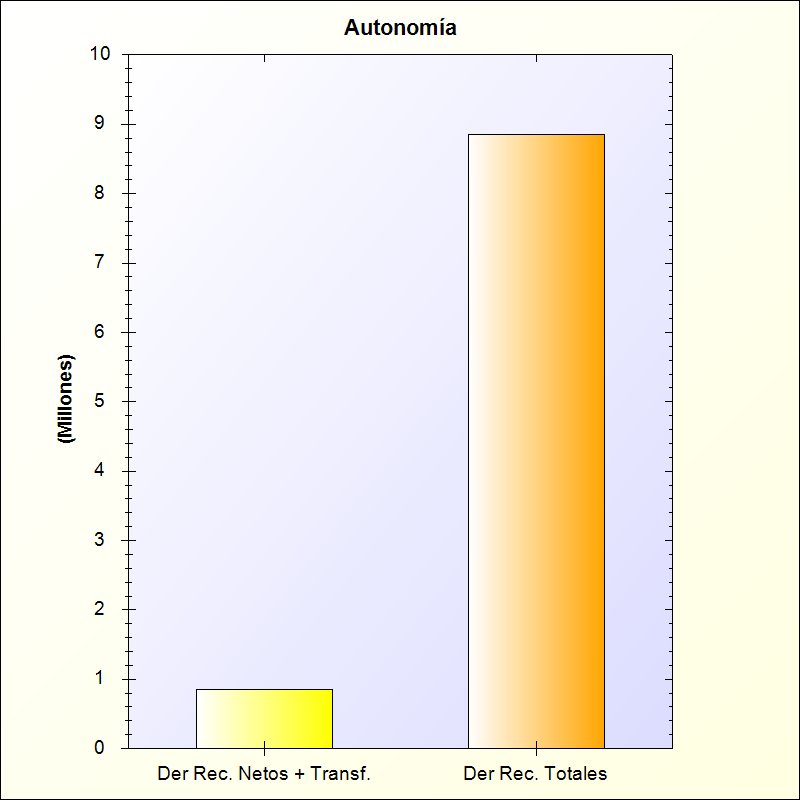 Autonomía
(Millones)
10
9
8
7
6
5
4
3
2
1
0
Der Rec. Netos + Transf.
Der Rec. Totales